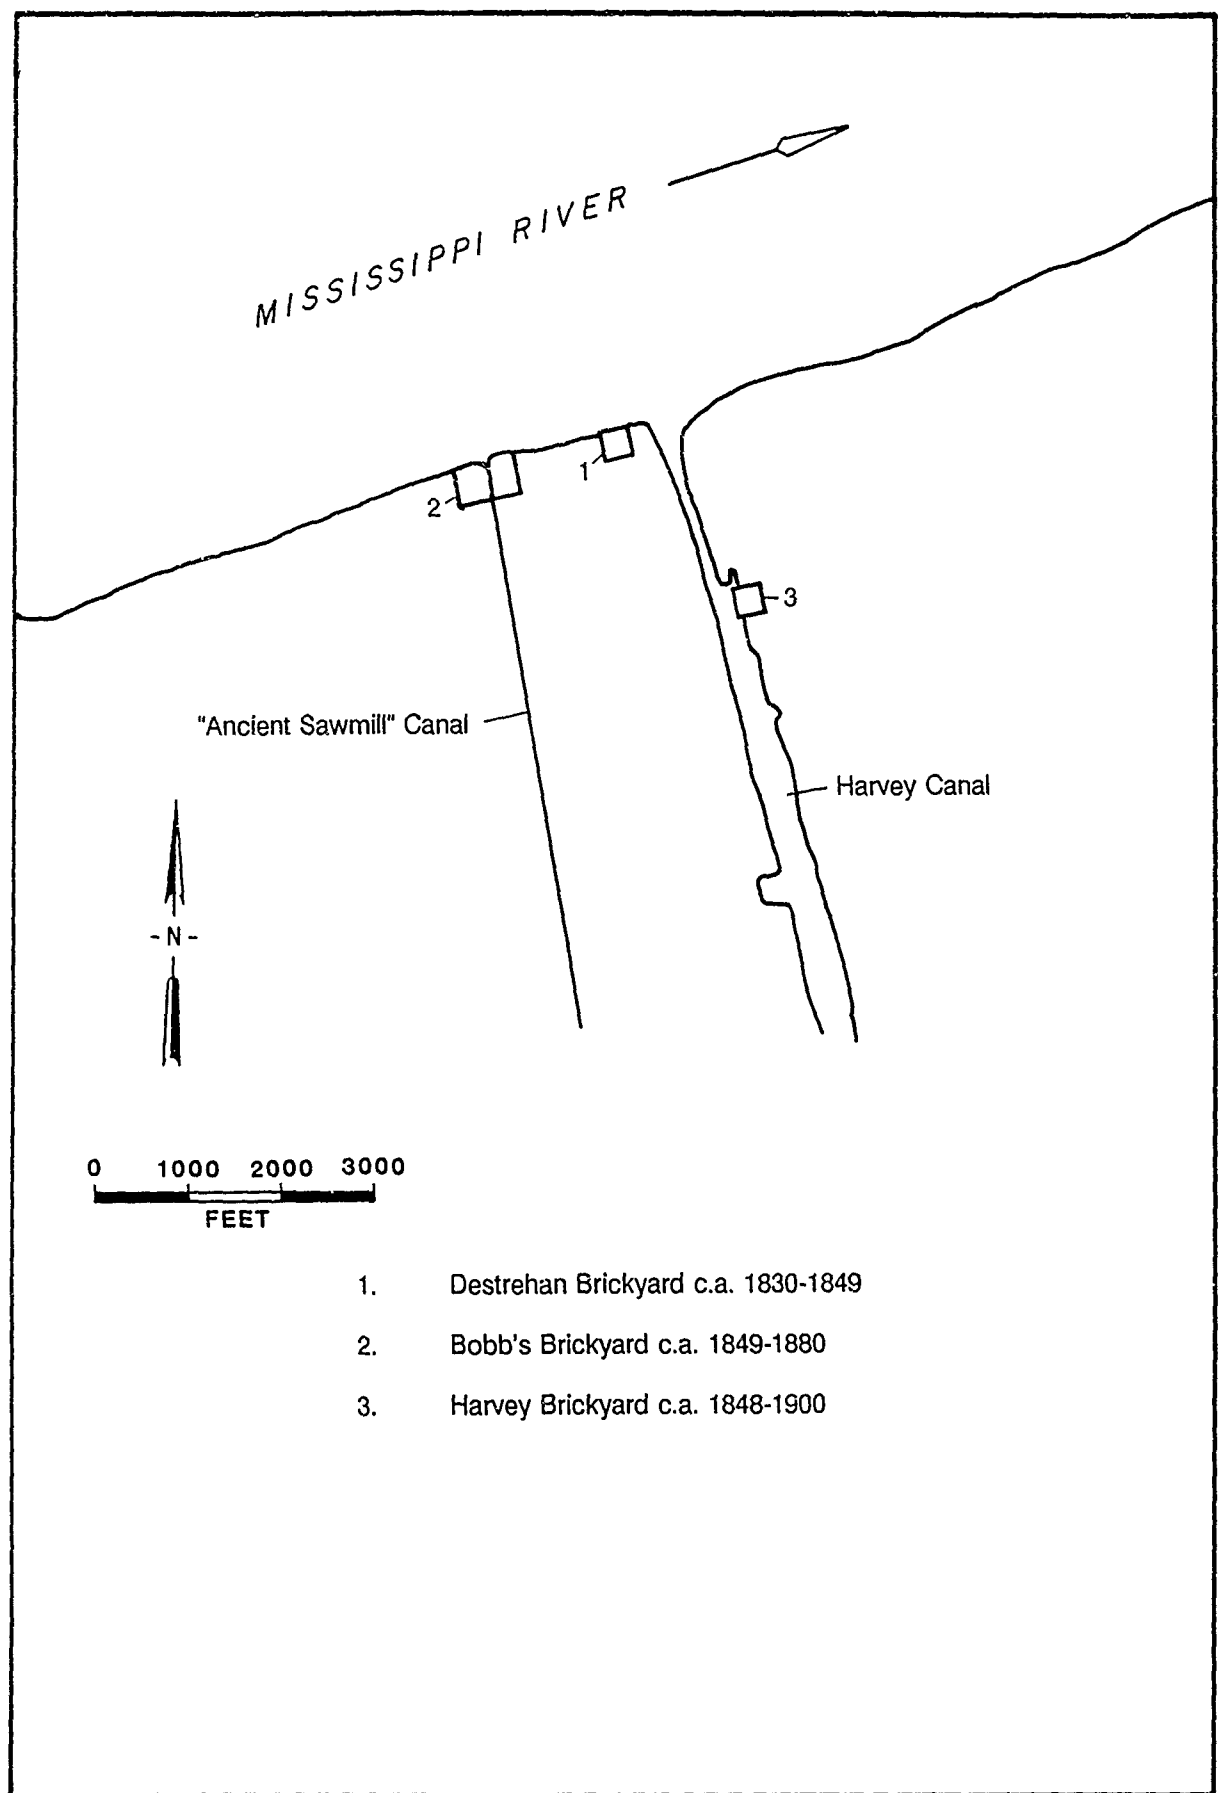 MISSISSIPPI RIVER
1
2
3
"Ancient Sawmill" Canal
Harvey Canal
- N -
0 1000 2000 3000
FEET
1. Destrehan Brickyard c.a. 1830-1849
2. Bobb's Brickyard c.a. 1849-1880
3. Harvey Brickyard c.a. 1848-1900